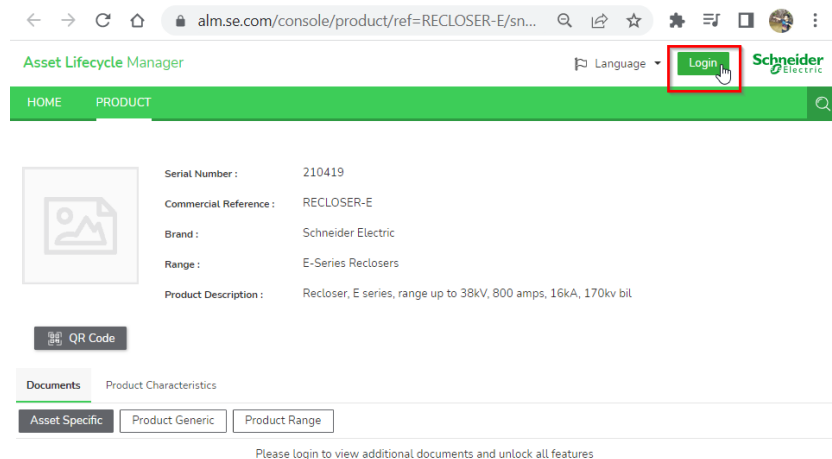 alm.se.com/console/product/ref=RECLOSER-E/sn...
Asset Lifecycle Manager
Language
Login
Schneider
Electric
HOME PRODUCT
Serial Number : 210419
Commercial Reference : RECLOSER-E
Brand : Schneider Electric
Range : E-Series Reclosers
Product Description : Recloser, E series, range up to 38kV, 800 amps, 16kA, 170kv bil
QR Code
Documents Product Characteristics
Asset Specific Product Generic Product Range
Please login to view additional documents and unlock all features